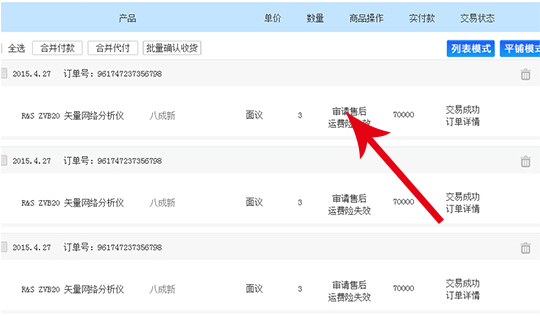 产品 单价 数量 商品操作 实付款 交易状态
全选 合并付款 合并代付 批量确认收货 列表模式 平铺模式
2015.4.27 订单号：961747237356798
R&S ZVB20 矢量网络分析仪 八成新 面议 3 审请售后 70000 交易成功
运费险失效 订单详情
2015.4.27 订单号：961747237356798
R&S ZVB20 矢量网络分析仪 八成新 面议 3 审请售后 70000 交易成功
运费险失效 订单详情
2015.4.27 订单号：961747237356798
R&S ZVB20 矢量网络分析仪 八成新 面议 3 审请售后 70000 交易成功
运费险失效 订单详情